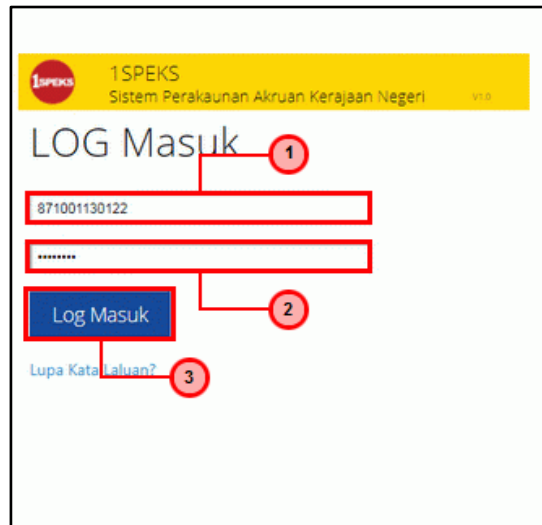 1SPEKS
1SPEKS
Sistem Perakaunan Akruan Kerajaan Negeri V1.0
LOG Masuk
1
871001130122
••••••••
2
Log Masuk
Lupa Kata Laluan?
3